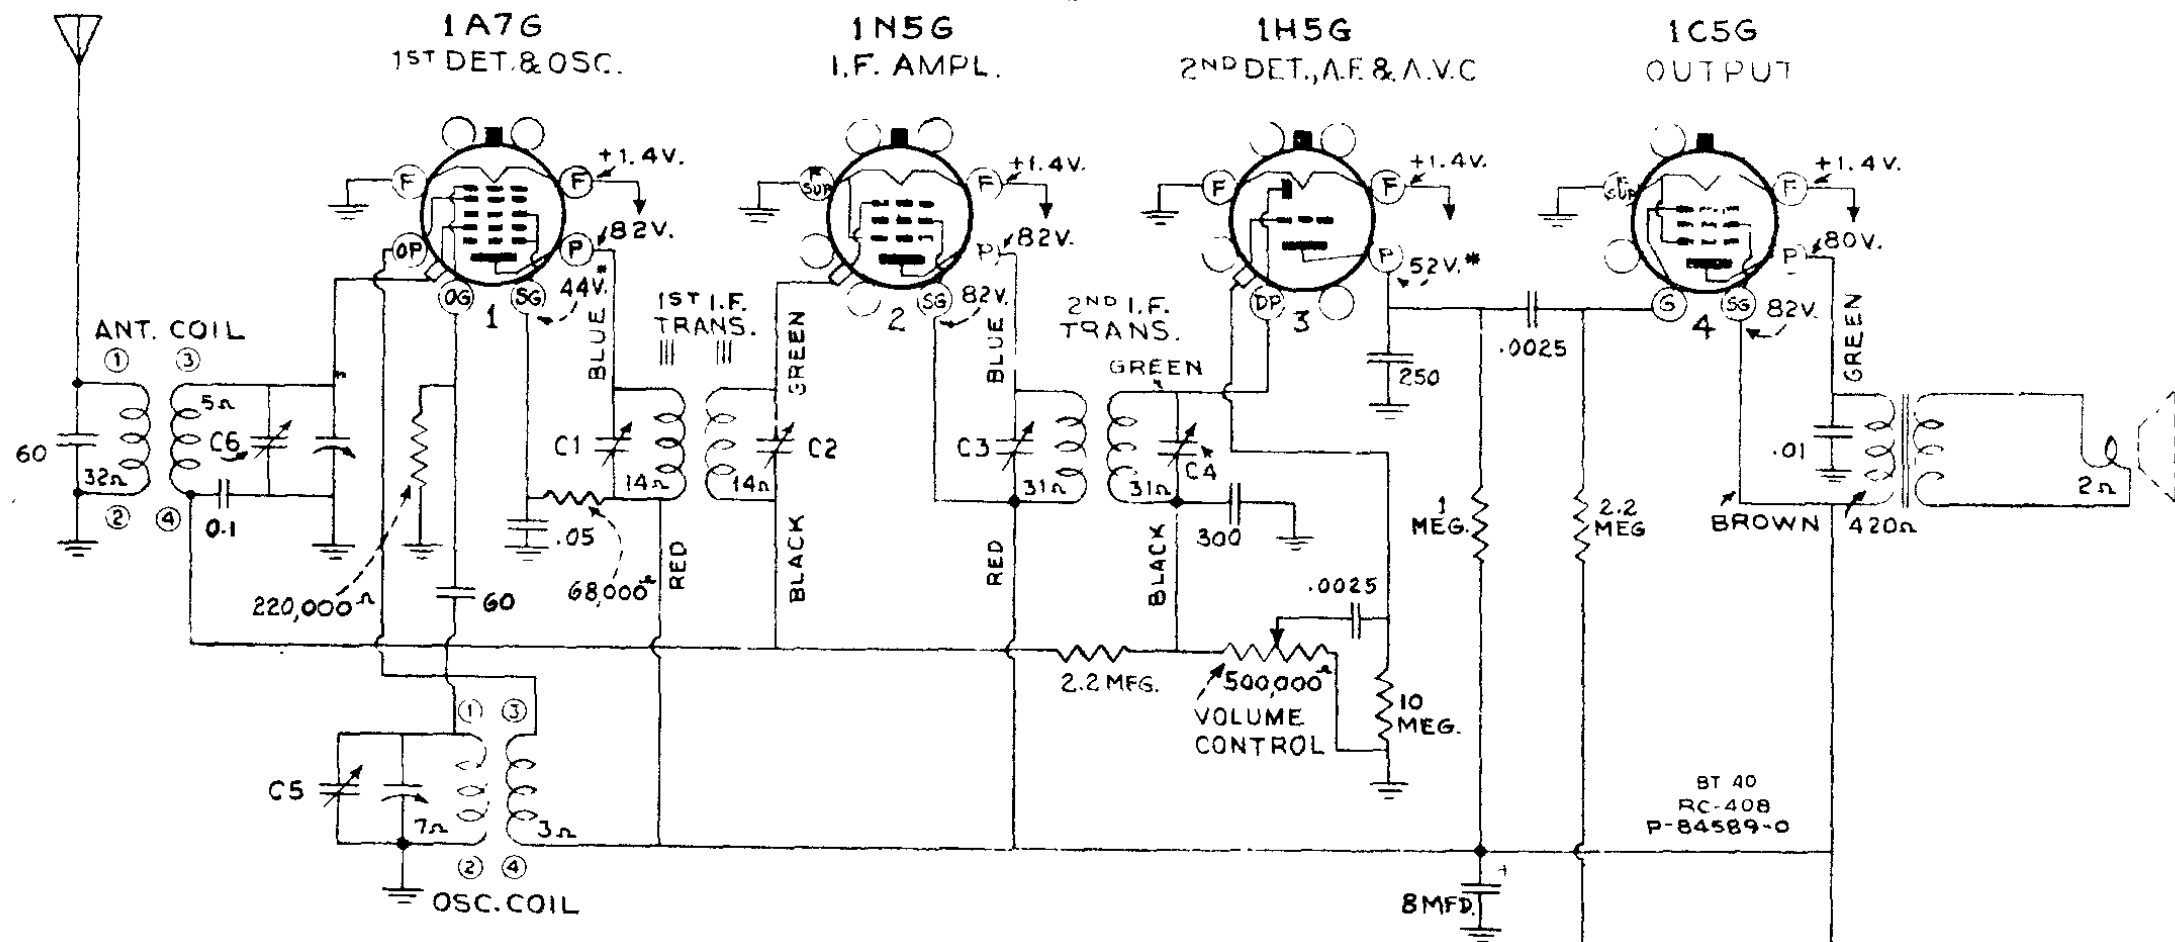 1A7G
1ST DET.& OSC.
1N5G
I.F. AMPL.
1H5G
2ND DET., A.F. & A.V.C
1C5G
OUTPUT
+1.4V.
+1.4V.
+1.4V.
+1.4V.
F
F
SUP
F
F
F
SUP
F
OP
P
82V.
P
82V.
P
52V.*
P
80V.
OG
SG
44V.*
1
SG
82V.
2
DP
3
G
SG
82V.
4
ANT. COIL
1
3
5Ω
C6
60
32Ω
2
4
0.1
220,000Ω
60
BLUE
1ST I.F.
TRANS.
GREEN
C1
C2
14Ω
14Ω
.05
68,000Ω
RED
BLACK
BLUE
2ND I.F.
TRANS.
GREEN
C3
C4
31Ω
31Ω
300
RED
BLACK
250
.0025
1
MEG.
2.2
MEG
GREEN
.01
BROWN
420Ω
2Ω
.0025
2.2 MEG.
500,000Ω
VOLUME
CONTROL
10
MEG.
1
3
C5
7Ω
3Ω
2
4
OSC. COIL
BT 40
RC-408
P-84589-0
+
8 MFD.